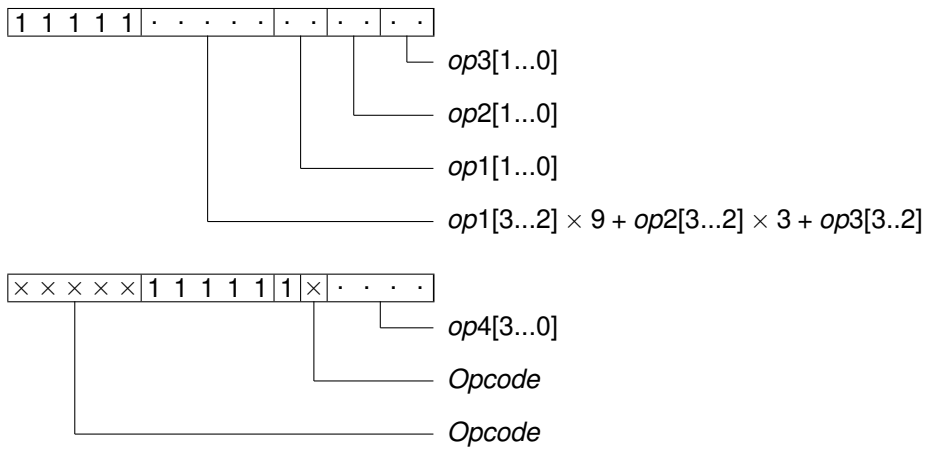 1 1 1 1 1 · · · · · · · · · · ·
op3[1...0]
op2[1...0]
op1[1...0]
op1[3...2] × 9 + op2[3...2] × 3 + op3[3..2]
× × × × × 1 1 1 1 1 1 × · · · ·
op4[3...0]
Opcode
Opcode